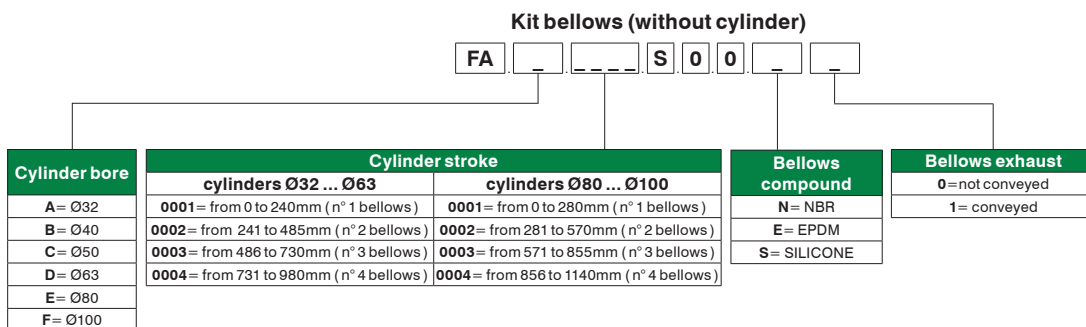 Kit bellows (without cylinder)
FA . _ . _ _ _ _ . S . 0 . 0 . _ . _
Cylinder bore
A= Ø32
B= Ø40
C= Ø50
D= Ø63
E= Ø80
F= Ø100
Cylinder stroke
cylinders Ø32 ... Ø63 cylinders Ø80 ... Ø100
0001= from 0 to 240mm ( n° 1 bellows ) 0001= from 0 to 280mm ( n° 1 bellows )
0002= from 241 to 485mm ( n° 2 bellows ) 0002= from 281 to 570mm ( n° 2 bellows )
0003= from 486 to 730mm ( n° 3 bellows ) 0003= from 571 to 855mm ( n° 3 bellows )
0004= from 731 to 980mm ( n° 4 bellows ) 0004= from 856 to 1140mm ( n° 4 bellows )
Bellows
compound
N= NBR
E= EPDM
S= SILICONE
Bellows exhaust
0=not conveyed
1= conveyed